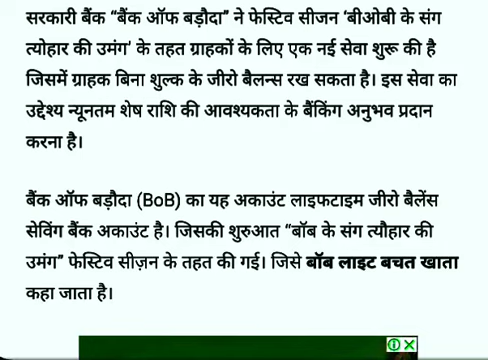 सरकारी बैंक “बैंक ऑफ बड़ौदा” ने फेस्टिव सीजन ‘बीओबी के संग
त्योहार की उमंग’ के तहत ग्राहकों के लिए एक नई सेवा शुरू की है
जिसमें ग्राहक बिना शुल्क के जीरो बैलन्स रख सकता है। इस सेवा का
उद्देश्य न्यूनतम शेष राशि की आवश्यकता के बैंकिंग अनुभव प्रदान
करना है।
बैंक ऑफ बड़ौदा (BoB) का यह अकाउंट लाइफटाइम जीरो बैलेंस
सेविंग बैंक अकाउंट है। जिसकी शुरुआत “बॉब के संग त्यौहार की
उमंग” फेस्टिव सीज़न के तहत की गई। जिसे बॉब लाइट बचत खाता
कहा जाता है।